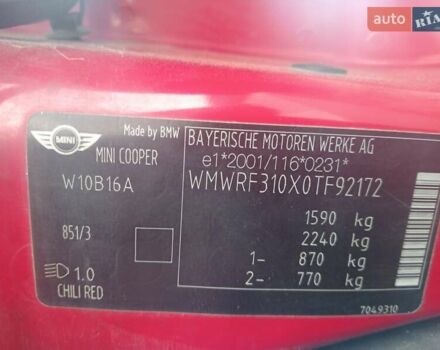 AUTO RIA
MINI
Made by BMW
MINI COOPER
W10B16A
851/3
1.0
CHILI RED
BAYERISCHE MOTOREN WERKE AG
e1*2001/116*0231*
WMWRF310X0TF92172
1590 kg
2240 kg
1- 870 kg
2- 770 kg
7049310